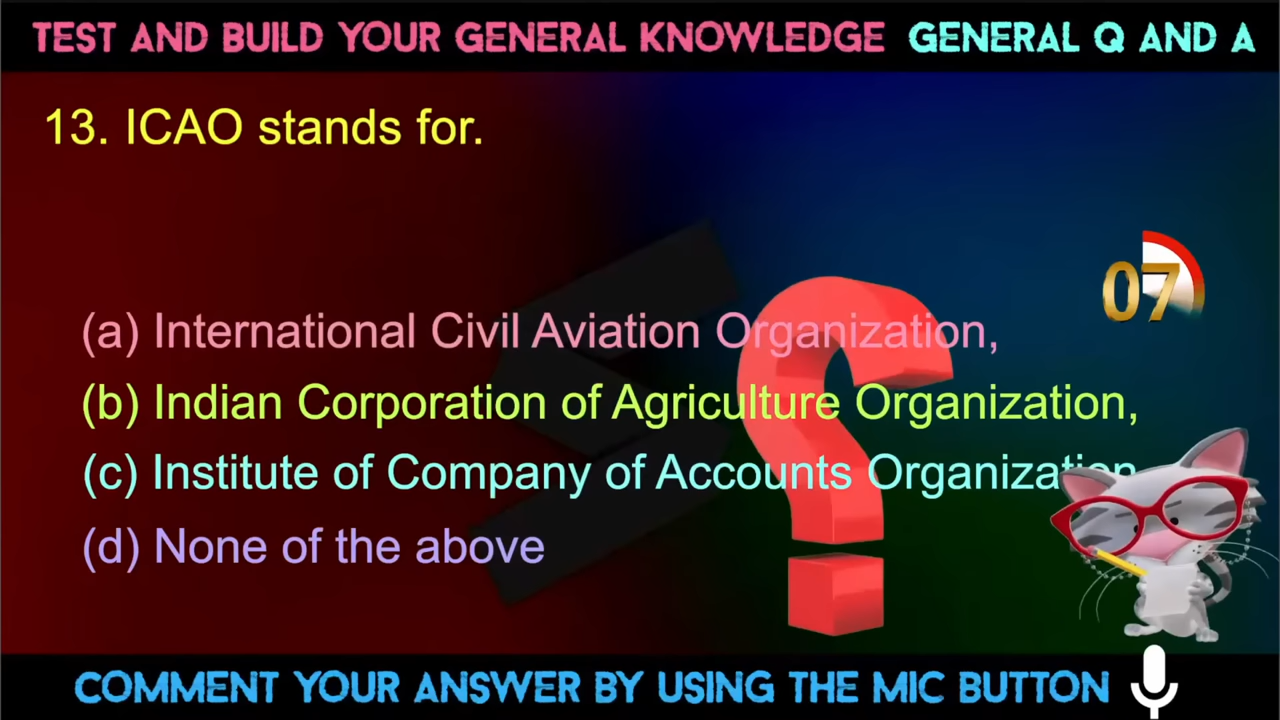 TEST AND BUILD YOUR GENERAL KNOWLEDGE GENERAL Q AND A
13. ICAO stands for.
07
(a) International Civil Aviation Organization,
(b) Indian Corporation of Agriculture Organization,
(c) Institute of Company of Accounts Organization
(d) None of the above
COMMENT YOUR ANSWER BY USING THE MIC BUTTON